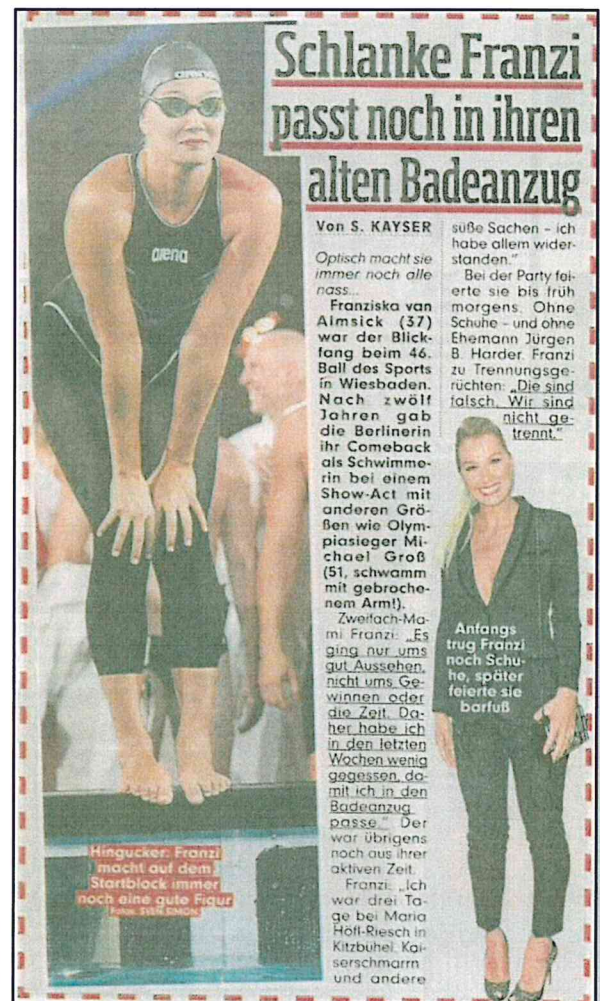 Schlanke Franzi
passt noch in ihren
alten Badeanzug
Von S. KAYSER
Optisch macht sie
immer noch alle
nass...
Franziska van
Almsick (37)
war der Blick-
fang beim 46.
Ball des Sports
in Wiesbaden.
Nach zwölf
Jahren gab
die Berlinerin
ihr Comeback
als Schwimme-
rin bei einem
Show-Act mit
anderen Grö-
ßen wie Olym-
piasieger Mi-
chael Groß
(51, schwamm
mit gebroche-
nem Arm!).
Zweifach-Ma-
mi Franzi: „Es
ging nur ums
gut Aussehen,
nicht ums Ge-
winnen oder
die Zeit. Da-
her habe ich
in den letzten
Wochen wenig
gegessen, da-
mit ich in den
Badeanzug
passe.“ Der
war übrigens
noch aus ihrer
aktiven Zeit.
Franzi: „Ich
war drei Ta-
ge bei Maria
Höfl-Riesch in
Kitzbühel. Kai-
serschmarrn
und andere
süße Sachen – ich
habe allem wider-
standen.“
Bei der Party fei-
erte sie bis früh
morgens. Ohne
Schuhe – und ohne
Ehemann Jürgen
B. Harder. Franzi
zu Trennungsge-
rüchten: „Die sind
falsch. Wir sind
nicht ge-
trennt.“
Anfangs
trug Franzi
noch Schu-
he, später
feierte sie
barfuß
arena
arena
Hingucker: Franzi
macht auf dem
Startblock immer
noch eine gute Figur
Fotos: SVEN SIMON